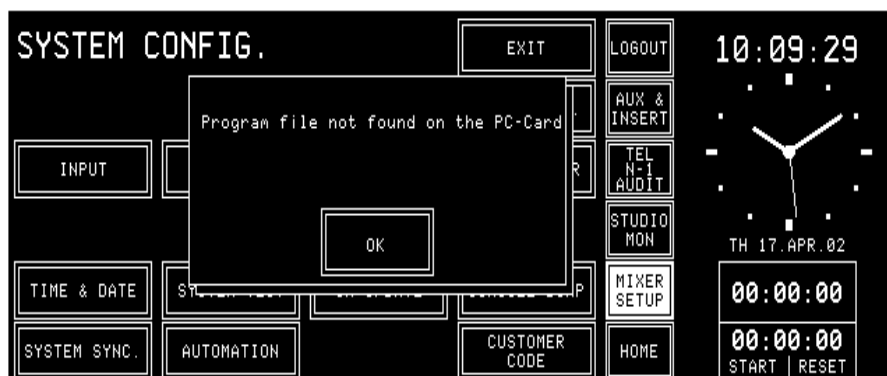 SYSTEM CONFIG.
EXIT
LOGOUT
10:09:29
AUX &
INSERT
Program file not found on the PC-Card
INPUT
R
TEL
N-1
AUDIT
OK
STUDIO
MON
TH 17.APR.02
TIME & DATE
MIXER
SETUP
00:00:00
SYSTEM SYNC.
AUTOMATION
CUSTOMER
CODE
HOME
00:00:00
START | RESET